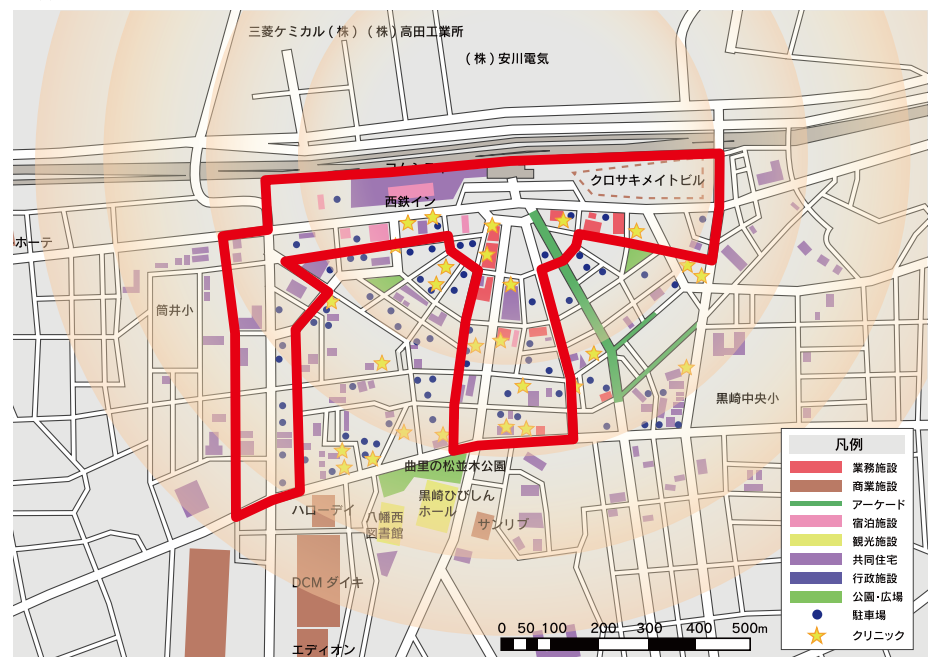 三菱ケミカル(株) (株)高田工業所
(株)安川電気
クロサキメイトビル
西鉄イン
ホーテ
筒井小
黒崎中央小
曲里の松並木公園
黒崎ひびしん
ホール
ハローデイ
八幡西
図書館
サンリブ
DCMダイキ
エディオン
凡例
業務施設
商業施設
アーケード
宿泊施設
観光施設
共同住宅
行政施設
公園・広場
駐車場
クリニック
0 50 100 200 300 400 500m